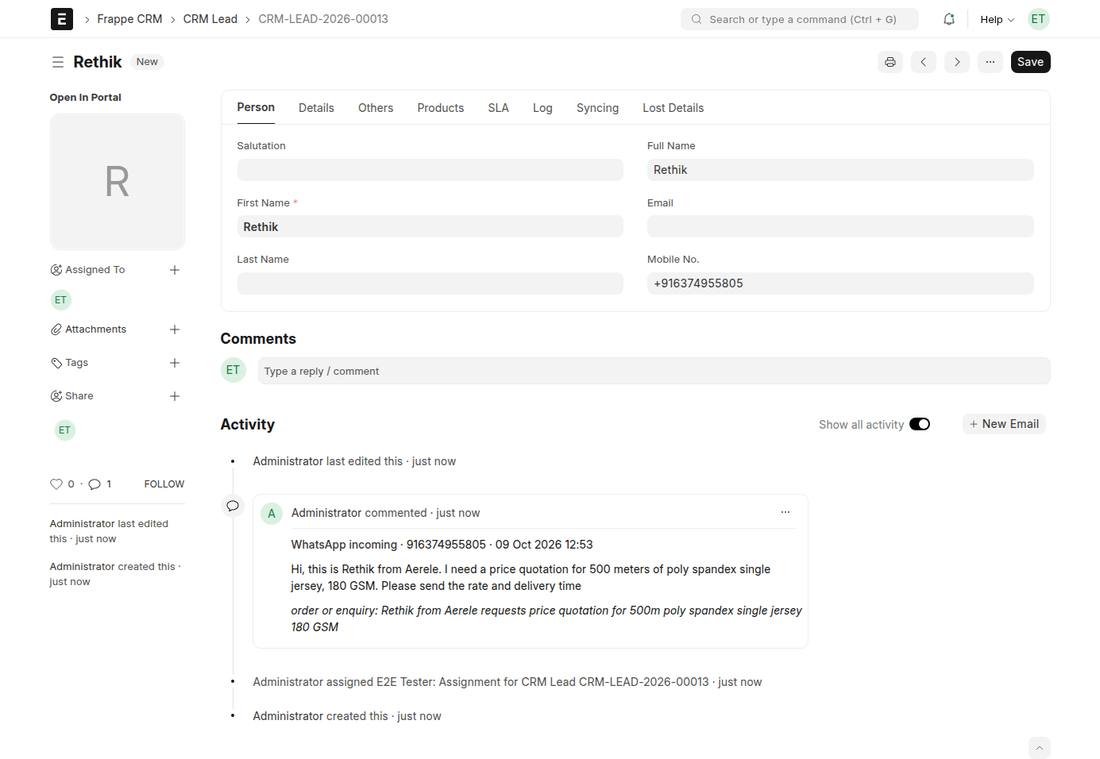 E
Frappe CRM
CRM Lead
CRM-LEAD-2026-00013
Search or type a command (Ctrl + G)
Help
ET
Rethik
New
...
Save
Open In Portal
R
Assigned To
ET
Attachments
Tags
Share
ET
0 · 1
FOLLOW
Administrator last edited
this · just now
Administrator created this ·
just now
Person
Details
Others
Products
SLA
Log
Syncing
Lost Details
Salutation
Full Name
Rethik
First Name *
Rethik
Email
Last Name
Mobile No.
+916374955805
Comments
ET
Type a reply / comment
Activity
Show all activity
+ New Email
Administrator last edited this · just now
A
Administrator commented · just now
...
WhatsApp incoming · 916374955805 · 09 Oct 2026 12:53
Hi, this is Rethik from Aerele. I need a price quotation for 500 meters of poly spandex single
jersey, 180 GSM. Please send the rate and delivery time
order or enquiry: Rethik from Aerele requests price quotation for 500m poly spandex single jersey
180 GSM
Administrator assigned E2E Tester: Assignment for CRM Lead CRM-LEAD-2026-00013 · just now
Administrator created this · just now